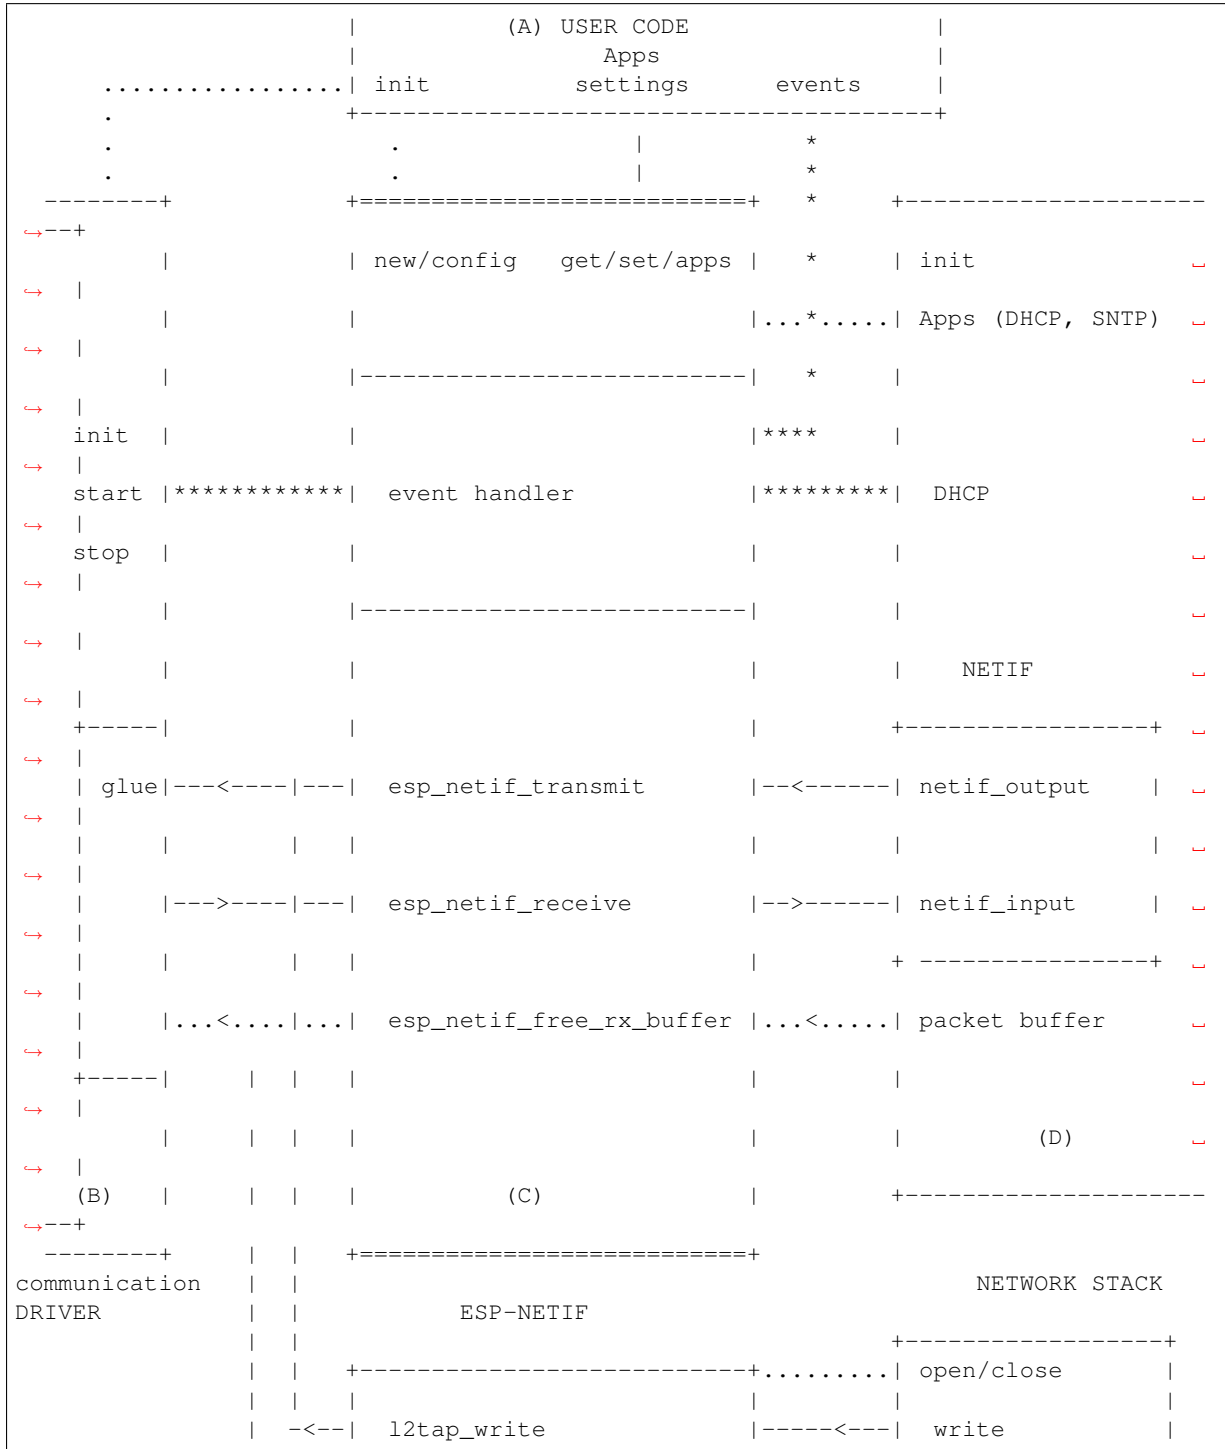 |          (A) USER CODE                 |
                        |                 Apps                   |
      ..................| init          settings      events     |
      .                 +----------------------------------------+
      .                    .                |          *
      .                    .                |          *
  --------+             +===========================+   *     +---------------------
↪--+
          |             | new/config   get/set/apps |   *     | init                ␣
↪   |
          |             |                           |...*.....| Apps (DHCP, SNTP)   ␣
↪   |
          |             |---------------------------|   *     |                     ␣
↪   |
    init  |             |                           |****     |                     ␣
↪   |
    start |************|  event handler            |*********|  DHCP               ␣
↪   |
    stop  |             |                           |         |                     ␣
↪   |
          |             |---------------------------|         |                     ␣
↪   |
          |             |                           |         |    NETIF            ␣
↪   |
    +-----|             |                           |         +-----------------+   ␣
↪   |
    | glue|---<----|---|  esp_netif_transmit       |--<------| netif_output    |   ␣
↪   |
    |     |        |   |                           |         |                 |   ␣
↪   |
    |     |--->----|---|  esp_netif_receive        |-->------| netif_input     |   ␣
↪   |
    |     |        |   |                           |         + ----------------+   ␣
↪   |
    |     |...<....|...|  esp_netif_free_rx_buffer |...<.....| packet buffer       ␣
↪   |
    +-----|     |  |   |                           |         |                     ␣
↪   |
          |     |  |   |                           |         |         (D)         ␣
↪   |
    (B)   |     |  |   |          (C)              |         +---------------------
↪--+
  --------+     |  |   +===========================+
communication   |  |                                               NETWORK STACK
DRIVER          |  |           ESP-NETIF
                |  |                                         +------------------+
                |  |   +---------------------------+.........| open/close       |
                |  |   |                           |         |                  |
                |  -<--|  l2tap_write              |-----<---|  write           |